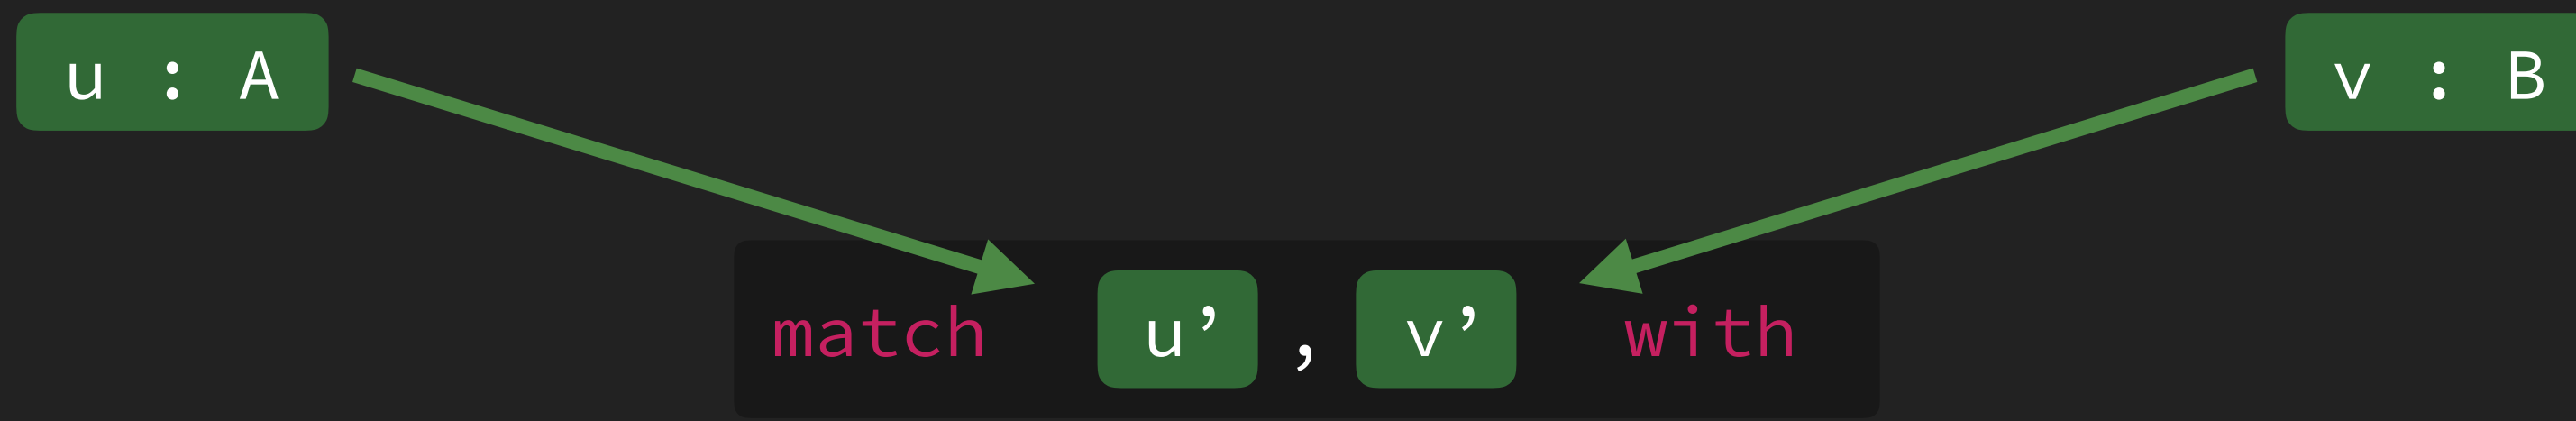 u : A
v : B
match u’ , v’ with